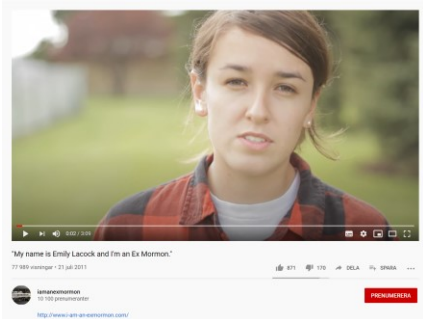 0:02 / 3:05
"My name is Emily Lacock and I'm an Ex Mormon."
77 989 visningar • 21 juli 2011
871
170
DELA
SPARA
iamanexmormon
10 100 prenumeranter
PRENUMERERA
http://www.i-am-an-exmormon.com/